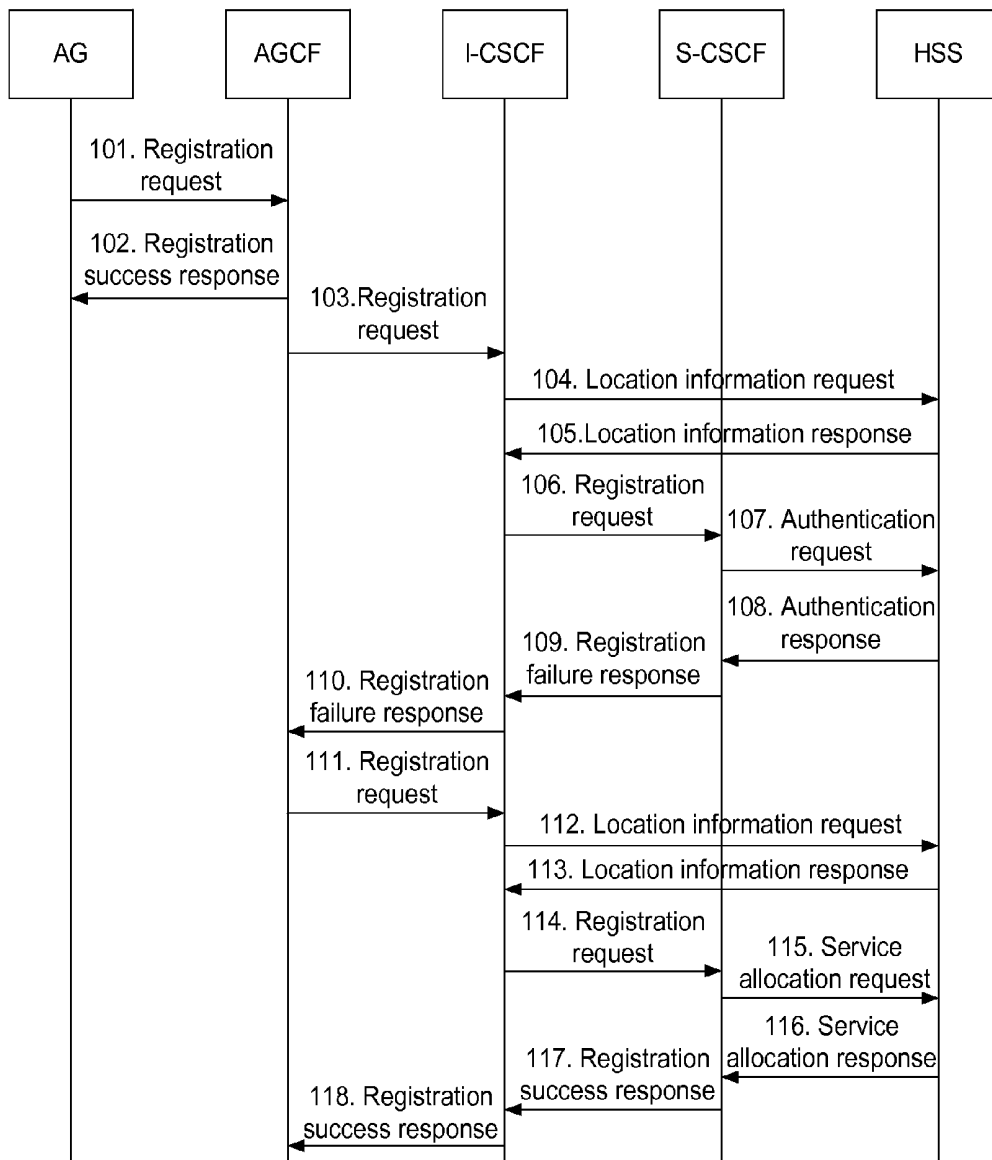 AG
AGCF
I-CSCF
S-CSCF
HSS
101. Registration
request
102. Registration
success response
103.Registration
request
104. Location information request
105.Location information response
106. Registration
request
107. Authentication
request
108. Authentication
response
109. Registration
failure response
110. Registration
failure response
111. Registration
request
112. Location information request
113. Location information response
114. Registration
request
115. Service
allocation request
116. Service
allocation response
117. Registration
success response
118. Registration
success response